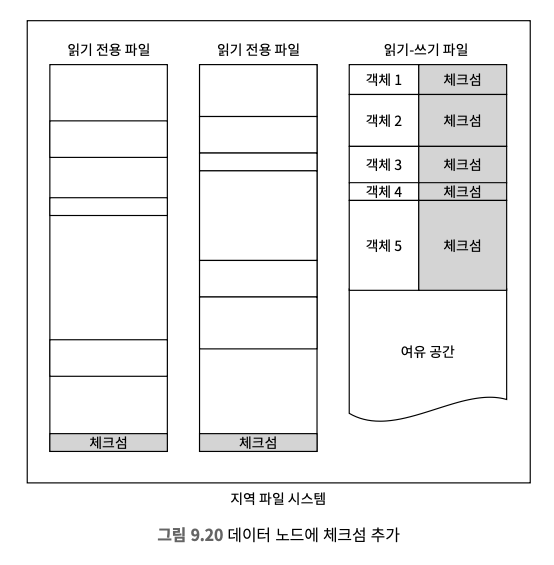 읽기 전용 파일
읽기 전용 파일
읽기-쓰기 파일
객체 1 체크섬
객체 2 체크섬
객체 3 체크섬
객체 4 체크섬
객체 5 체크섬
여유 공간
체크섬
체크섬
지역 파일 시스템
그림 9.20 데이터 노드에 체크섬 추가